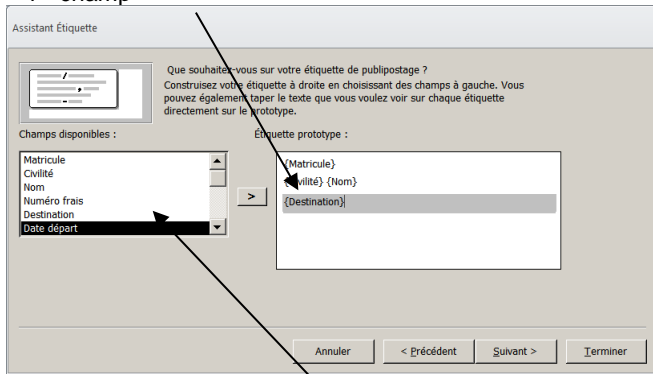 champ
Assistant Étiquette
Que souhaitez-vous sur votre étiquette de publipostage ?
Construisez votre étiquette à droite en choisissant des champs à gauche. Vous
pouvez également taper le texte que vous voulez voir sur chaque étiquette
directement sur le prototype.
Champs disponibles :
Étiquette prototype :
Matricule
Civilité
Nom
Numéro frais
Destination
Date départ
>
{Matricule}
{Civilité} {Nom}
{Destination}
Annuler
< Précédent
Suivant >
Terminer